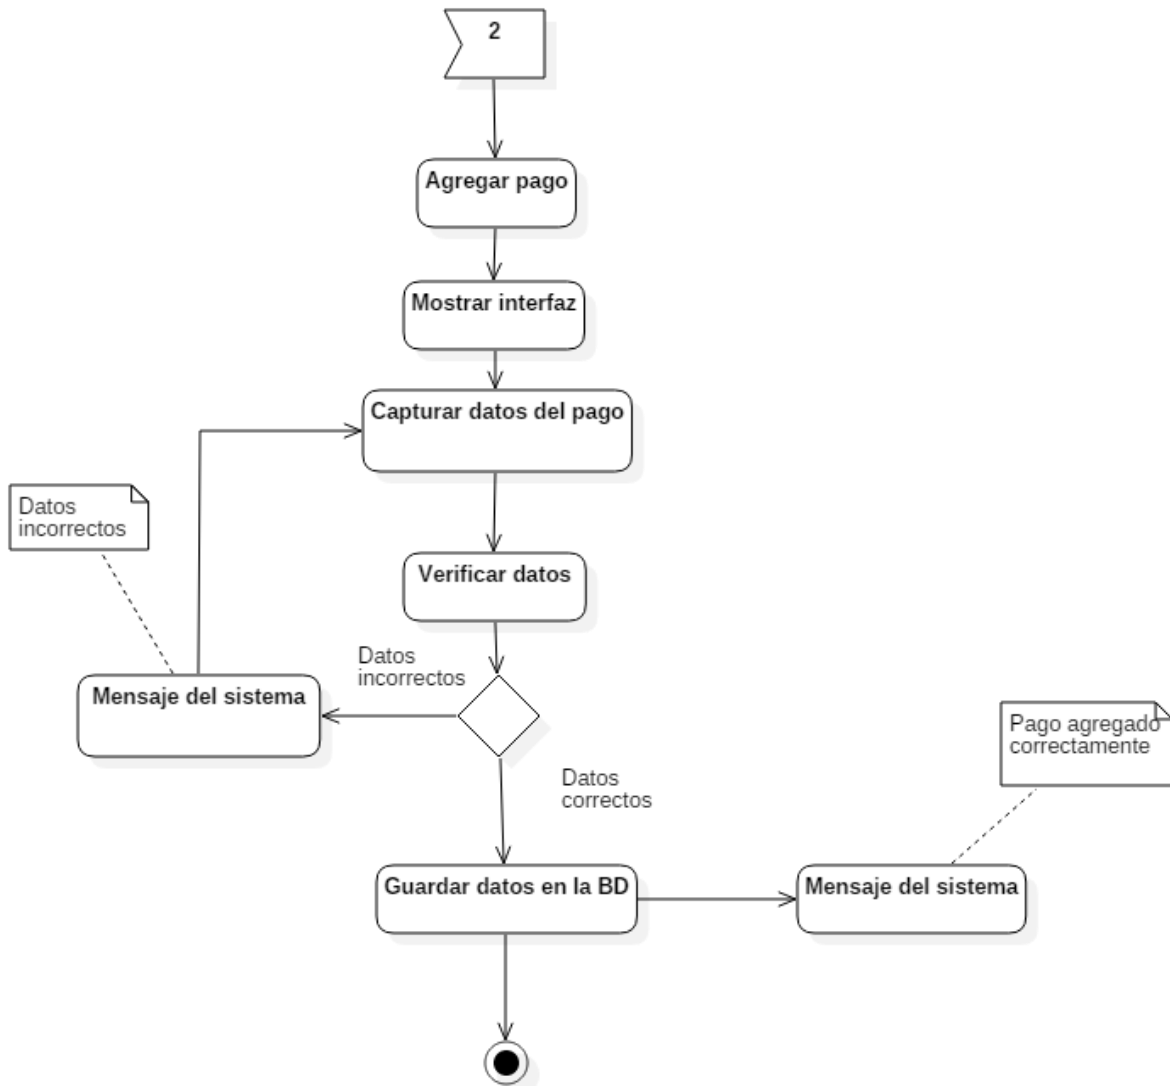 2
Agregar pago
Mostrar interfaz
Capturar datos del pago
Datos
incorrectos
Verificar datos
Datos
incorrectos
Mensaje del sistema
Pago agregado
correctamente
Datos
correctos
Guardar datos en la BD
Mensaje del sistema